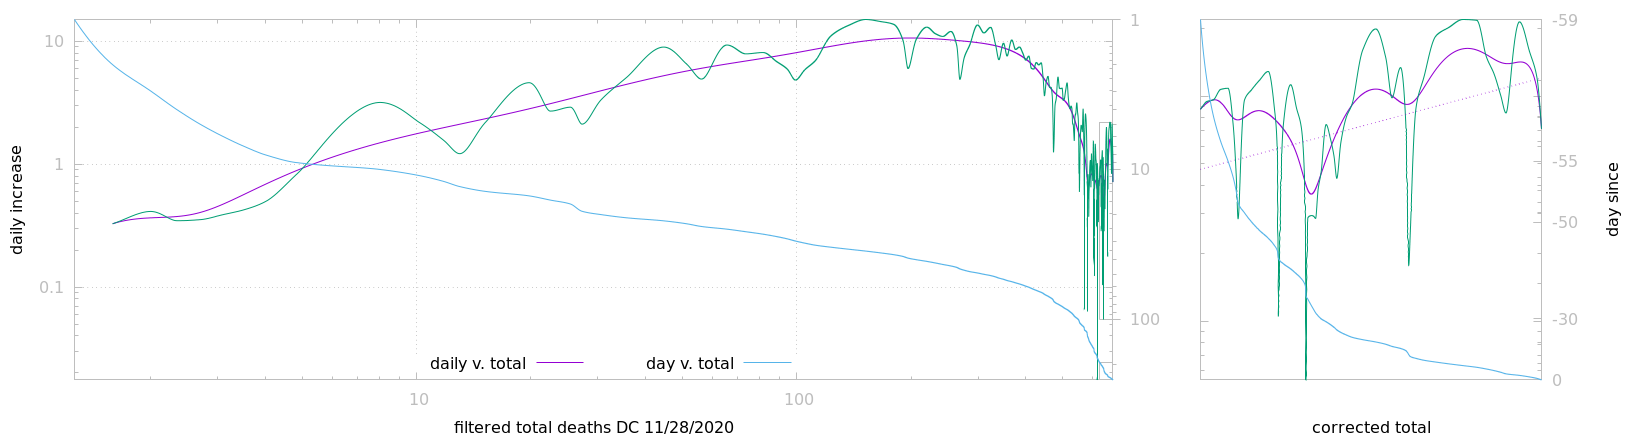 10
1
0.1
daily increase
1
10
100
-59
-55
-50
-30
0
day since
daily v. total
day v. total
10
100
filtered total deaths DC 11/28/2020
corrected total